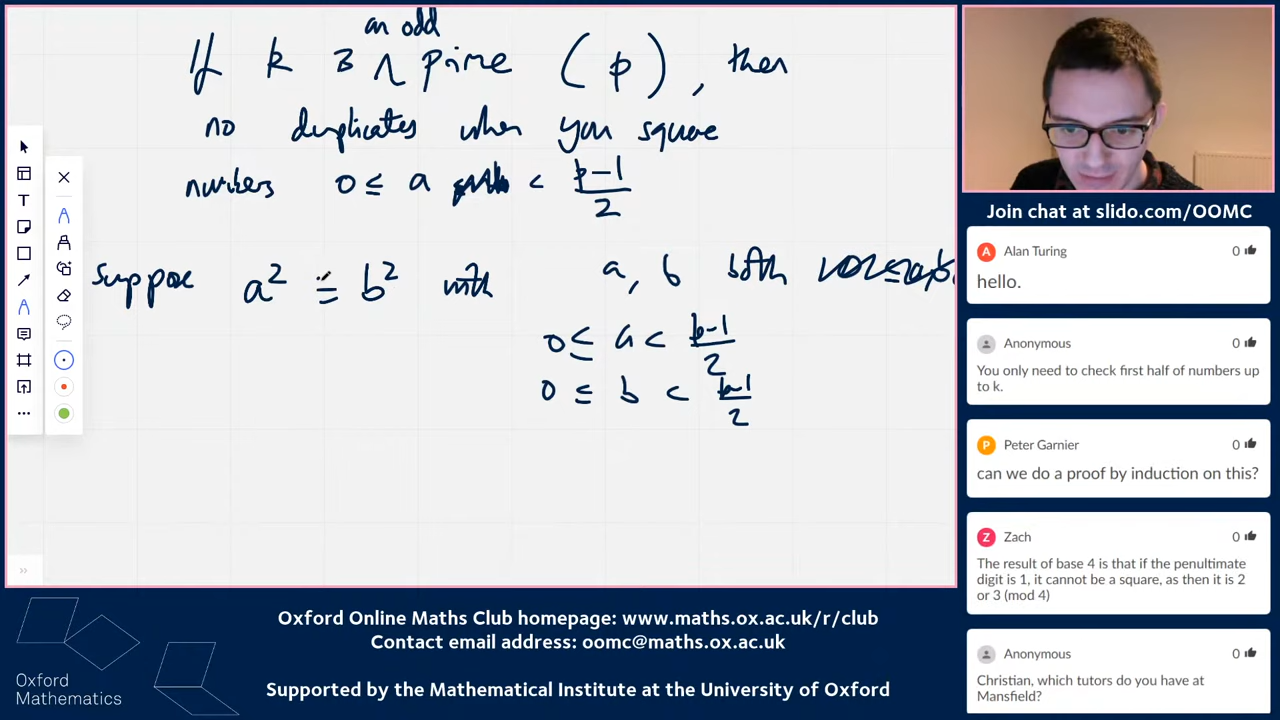 an odd
If k is ∧ prime (p), then
no duplicates when you square
numbers 0 ≤ a < p-1/2
Suppose a² ≡ b² with a, b both
0 ≤ a < p-1/2
0 ≤ b < p-1/2
Join chat at slido.com/OOMC
A Alan Turing 0
hello.
Anonymous 0
You only need to check first half of numbers up
to k.
P Peter Garnier 0
can we do a proof by induction on this?
Z Zach 0
The result of base 4 is that if the penultimate
digit is 1, it cannot be a square, as then it is 2
or 3 (mod 4)
Anonymous 0
Christian, which tutors do you have at
Mansfield?
Oxford
Mathematics
Oxford Online Maths Club homepage: www.maths.ox.ac.uk/r/club
Contact email address: oomc@maths.ox.ac.uk
Supported by the Mathematical Institute at the University of Oxford